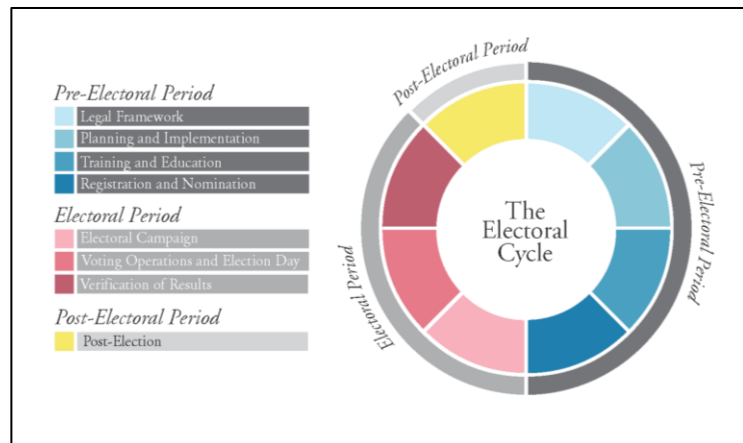 Pre-Electoral Period
Legal Framework
Planning and Implementation
Training and Education
Registration and Nomination
Electoral Period
Electoral Campaign
Voting Operations and Election Day
Verification of Results
Post-Electoral Period
Post-Election
Post-Electoral Period
Pre-Electoral Period
Electoral Period
The
Electoral
Cycle